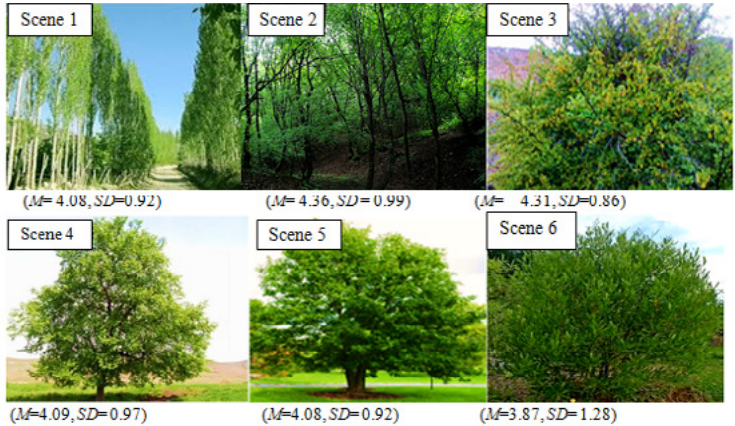 Scene 1
Scene 2
Scene 3
(M= 4.08, SD=0.92)
(M= 4.36, SD= 0.99)
(M= 4.31, SD= 0.86)
Scene 4
Scene 5
Scene 6
(M=4.09, SD=0.97)
(M=4.08, SD=0.92)
(M=3.87, SD=1.28)